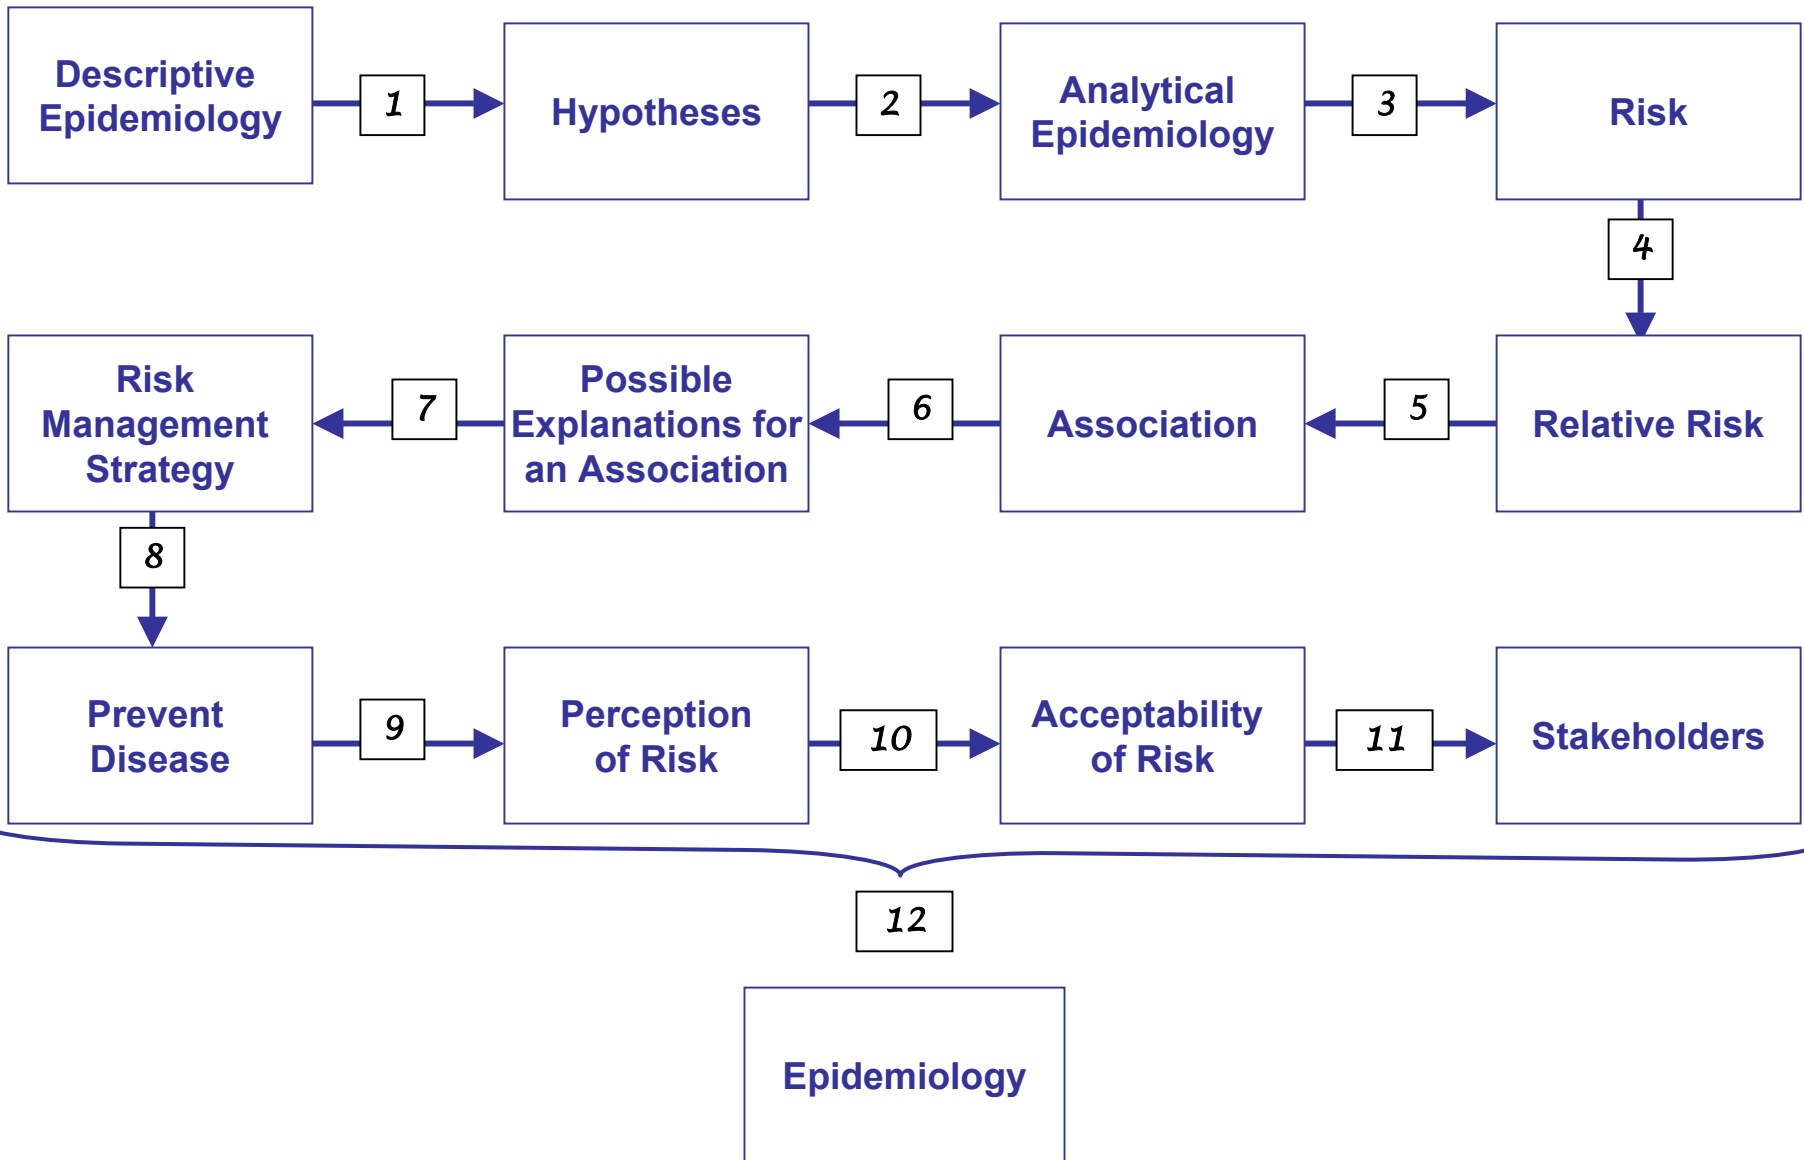 Descriptive
Epidemiology
1
Hypotheses
2
Analytical
Epidemiology
3
Risk
4
Relative Risk
5
Association
6
Possible
Explanations for
an Association
7
Risk
Management
Strategy
8
Prevent
Disease
9
Perception
of Risk
10
Acceptability
of Risk
11
Stakeholders
12
Epidemiology